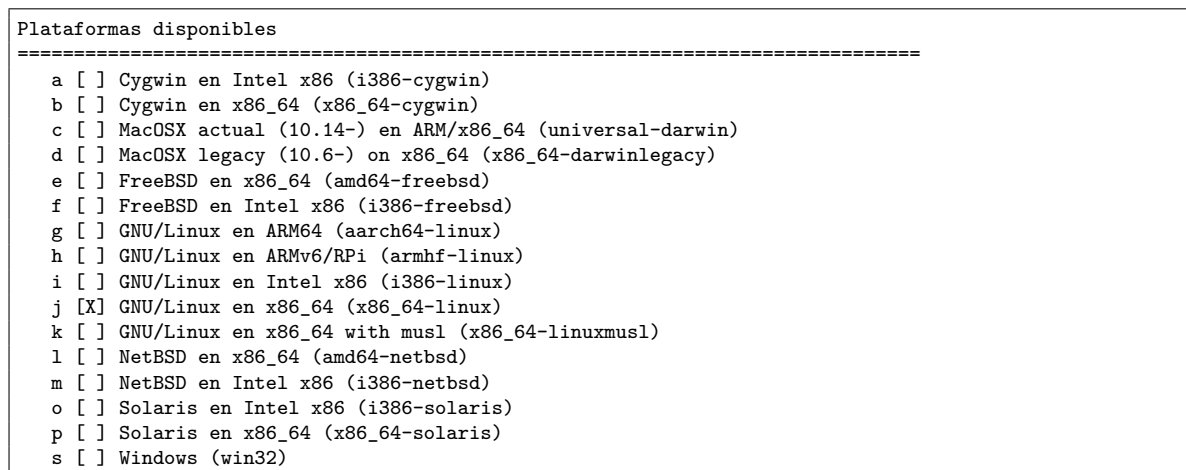 Plataformas disponibles
================================================================================
a [ ] Cygwin en Intel x86 (i386-cygwin)
b [ ] Cygwin en x86_64 (x86_64-cygwin)
c [ ] MacOSX actual (10.14-) en ARM/x86_64 (universal-darwin)
d [ ] MacOSX legacy (10.6-) on x86_64 (x86_64-darwinlegacy)
e [ ] FreeBSD en x86_64 (amd64-freebsd)
f [ ] FreeBSD en Intel x86 (i386-freebsd)
g [ ] GNU/Linux en ARM64 (aarch64-linux)
h [ ] GNU/Linux en ARMv6/RPi (armhf-linux)
i [ ] GNU/Linux en Intel x86 (i386-linux)
j [X] GNU/Linux en x86_64 (x86_64-linux)
k [ ] GNU/Linux en x86_64 with musl (x86_64-linuxmusl)
l [ ] NetBSD en x86_64 (amd64-netbsd)
m [ ] NetBSD en Intel x86 (i386-netbsd)
o [ ] Solaris en Intel x86 (i386-solaris)
p [ ] Solaris en x86_64 (x86_64-solaris)
s [ ] Windows (win32)